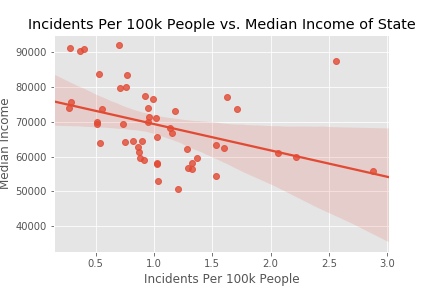 Incidents Per 100k People vs. Median Income of State
90000
80000
70000
60000
50000
40000
Median Income
0.5 1.0 1.5 2.0 2.5 3.0
Incidents Per 100k People